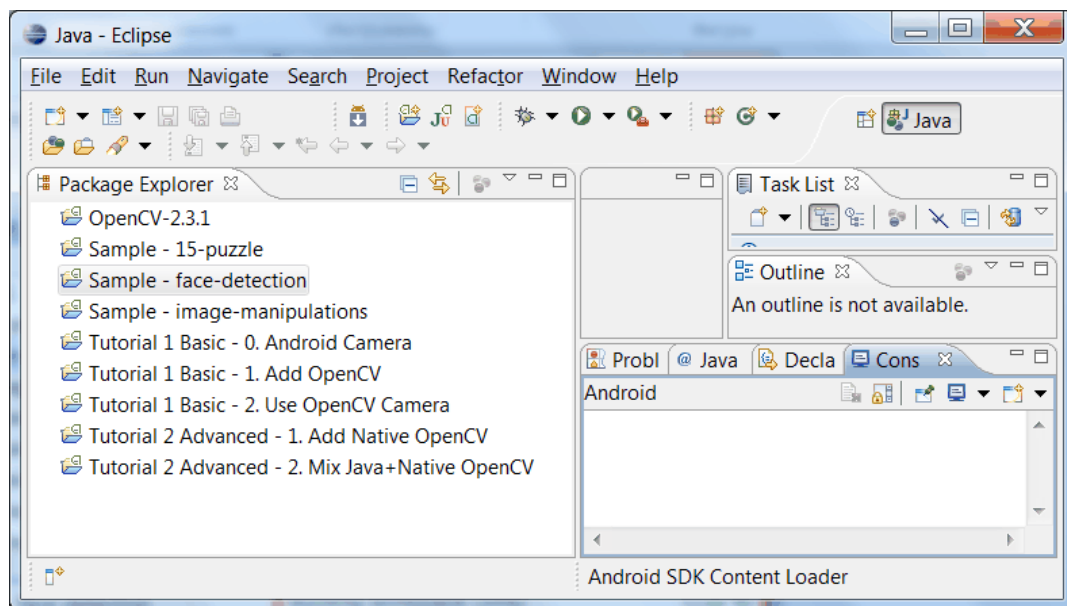 Java - Eclipse
File Edit Run Navigate Search Project Refactor Window Help
Java
Package Explorer
OpenCV-2.3.1
Sample - 15-puzzle
Sample - face-detection
Sample - image-manipulations
Tutorial 1 Basic - 0. Android Camera
Tutorial 1 Basic - 1. Add OpenCV
Tutorial 1 Basic - 2. Use OpenCV Camera
Tutorial 2 Advanced - 1. Add Native OpenCV
Tutorial 2 Advanced - 2. Mix Java+Native OpenCV
Task List
Outline
An outline is not available.
Probl @ Java Decla Cons
Android
Android SDK Content Loader